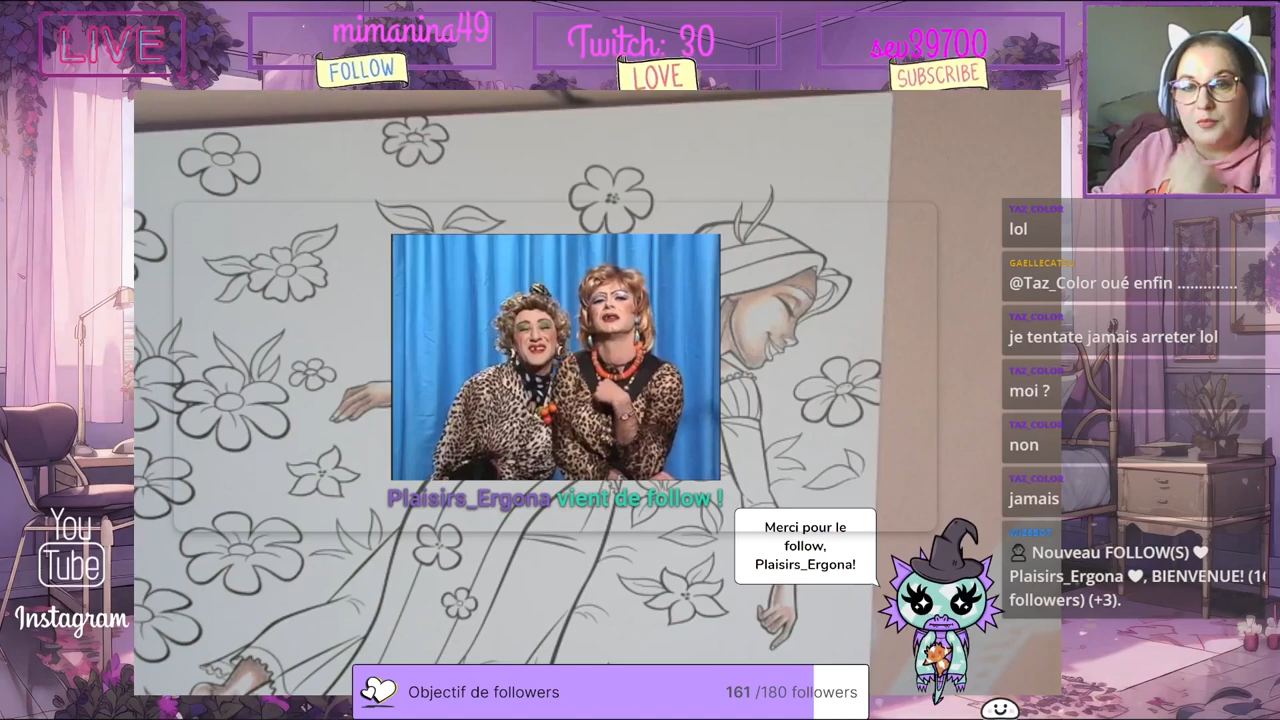 LIVE
mimanina49
FOLLOW
Twitch: 30
LOVE
sev39700
SUBSCRIBE
TAZ_COLOR
lol
@Taz_Color oué enfin ..............
TAZ_COLOR
je tentate jamais arreter lol
TAZ_COLOR
moi ?
TAZ_COLOR
non
TAZ_COLOR
jamais
Nouveau FOLLOW(S)
Plaisirs_Ergona , BIENVENUE!
followers) (+3).
Plaisirs_Ergona vient de follow !
Merci pour le
follow,
Plaisirs_Ergona!
You
Tube
Instagram
Objectif de followers
161 /180 followers